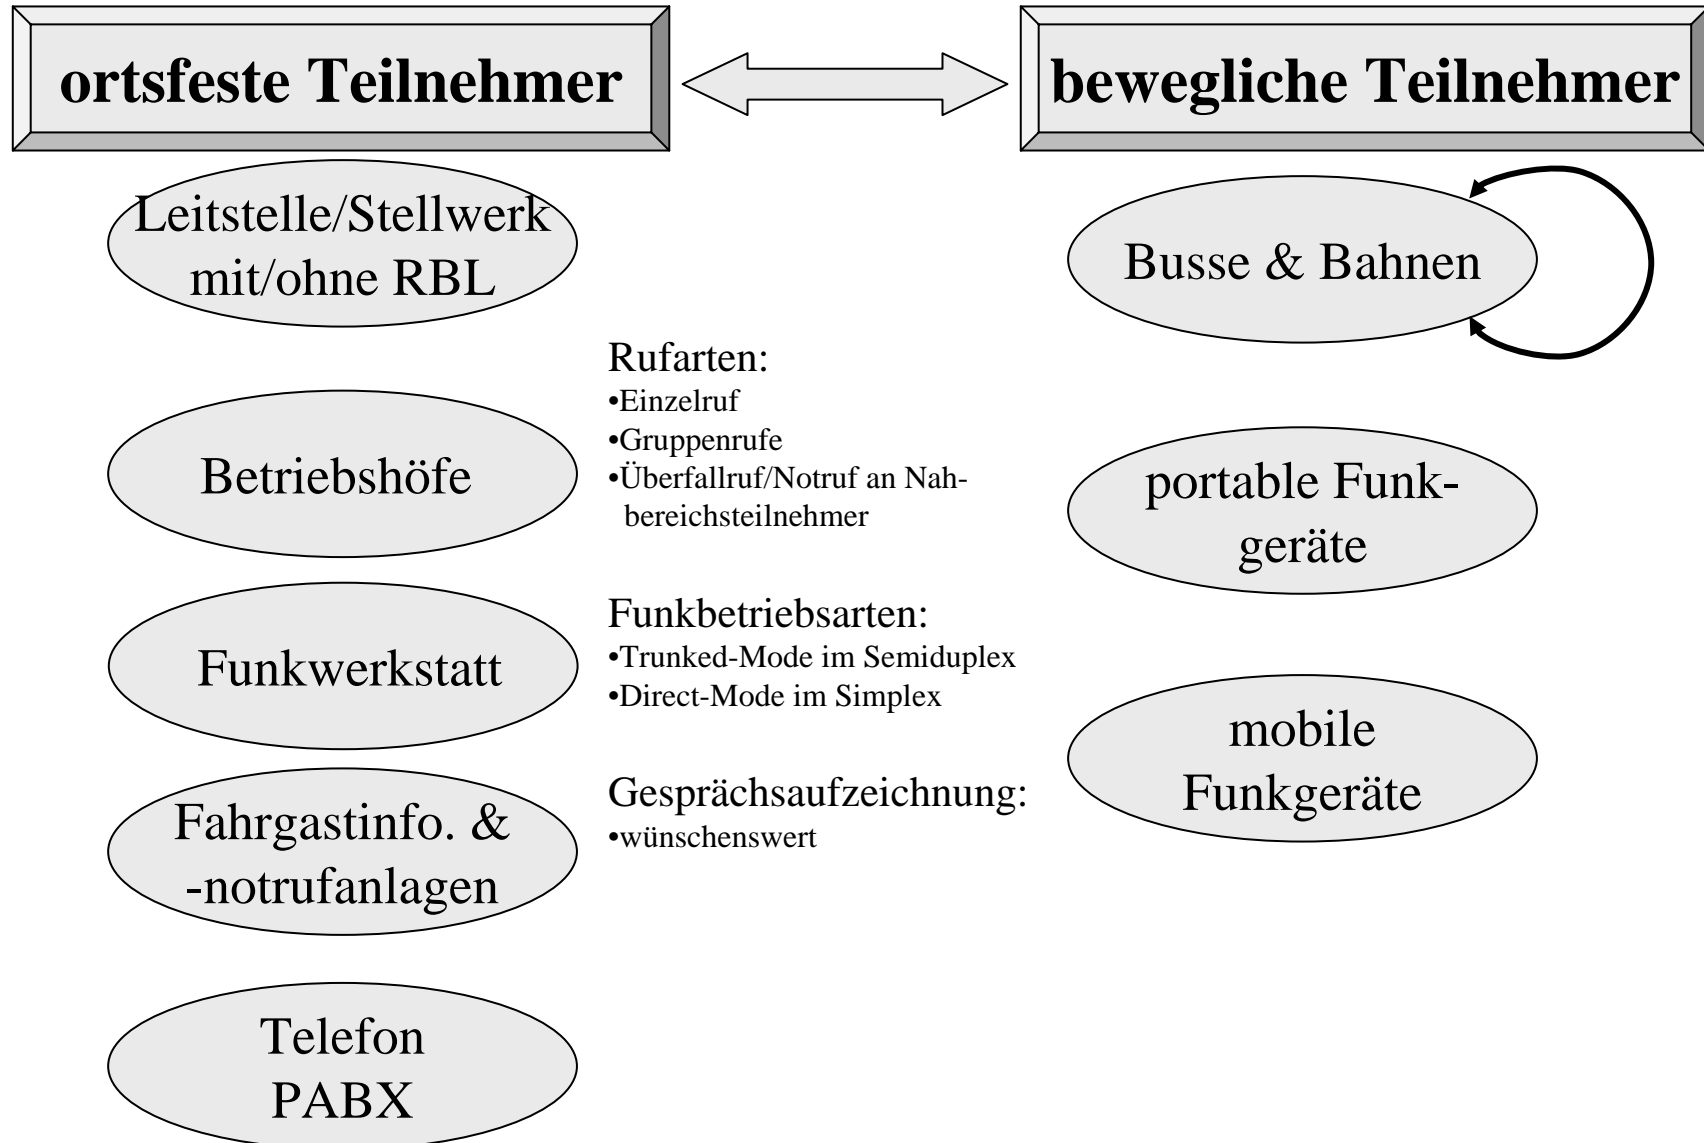 ortsfeste Teilnehmer
bewegliche Teilnehmer
Leitstelle/Stellwerk
mit/ohne RBL
Betriebshöfe
Funkwerkstatt
Fahrgastinfo. &
-notrufanlagen
Telefon
PABX
Rufarten:
•Einzelruf
•Gruppenrufe
•Überfallruf/Notruf an Nah-
bereichsteilnehmer
Funkbetriebsarten:
•Trunked-Mode im Semiduplex
•Direct-Mode im Simplex
Gesprächsaufzeichnung:
•wünschenswert
Busse & Bahnen
portable Funk-
geräte
mobile
Funkgeräte